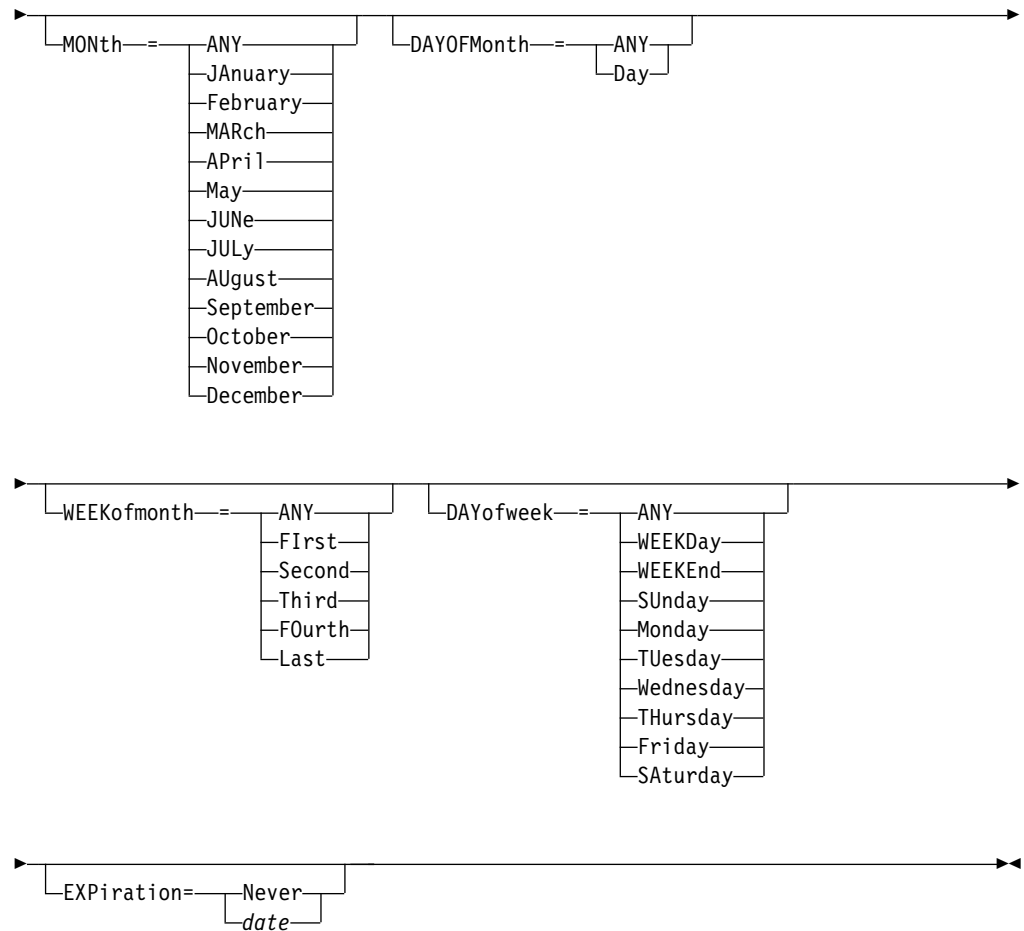 MONth = ANY
JAnuary
February
MARch
APril
May
JUNe
JULy
AUgust
September
October
November
December
DAYOFMonth = ANY
Day
WEEKofmonth = ANY
FIrst
Second
Third
FOurth
Last
DAYofweek = ANY
WEEKDay
WEEKEnd
SUnday
Monday
TUesday
Wednesday
THursday
Friday
SAturday
EXPiration= Never
date